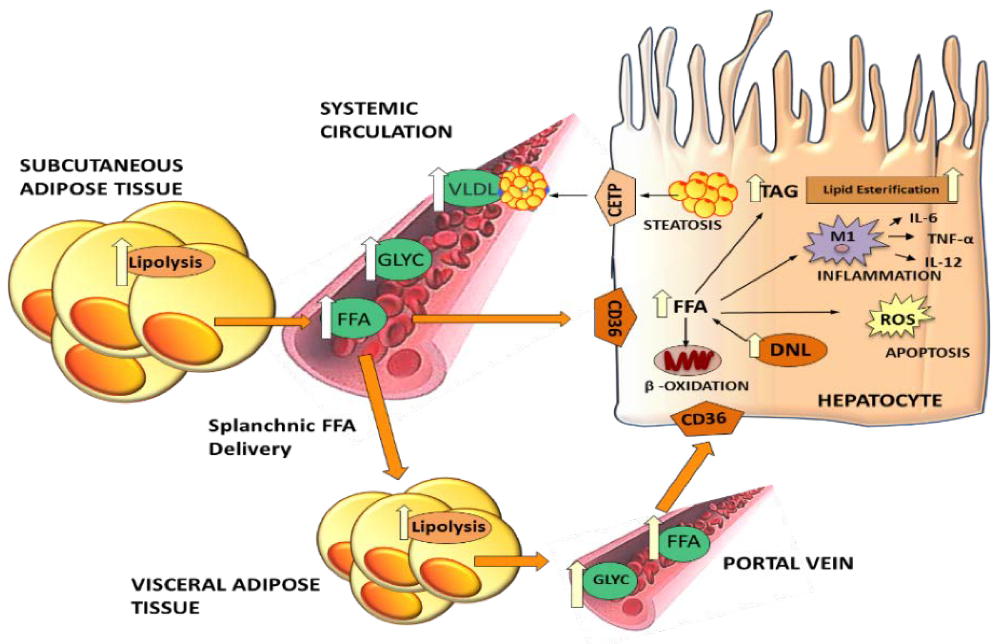 SYSTEMIC
CIRCULATION
SUBCUTANEOUS
ADIPOSE TISSUE
Lipolysis
VLDL
GLYC
FFA
CETP
STEATOSIS
TAG
Lipid Esterification
M1
IL-6
TNF-α
IL-12
INFLAMMATION
CD36
FFA
ROS
APOPTOSIS
DNL
β -OXIDATION
HEPATOCYTE
CD36
Splanchnic FFA
Delivery
Lipolysis
VISCERAL ADIPOSE
TISSUE
FFA
GLYC
PORTAL VEIN